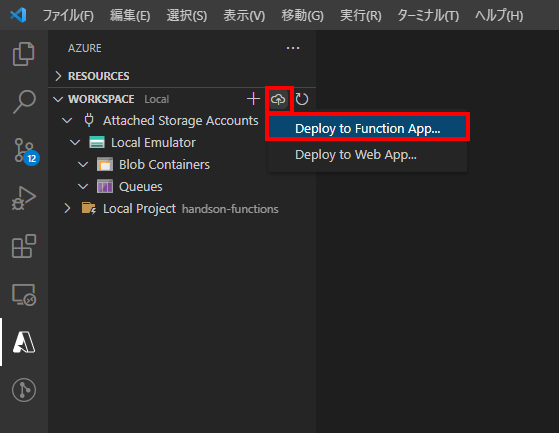 ファイル(F) 編集(E) 選択(S) 表示(V) 移動(G) 実行(R) ターミナル(T) ヘルプ(H)
AZURE
RESOURCES
WORKSPACE Local
Attached Storage Accounts
Deploy to Function App...
Local Emulator
Deploy to Web App...
Blob Containers
12
Queues
Local Project handson-functions